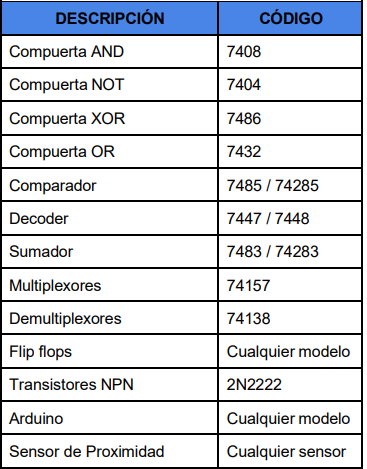 DESCRIPCIÓN CÓDIGO
Compuerta AND 7408
Compuerta NOT 7404
Compuerta XOR 7486
Compuerta OR 7432
Comparador 7485 / 74285
Decoder 7447 / 7448
Sumador 7483 / 74283
Multiplexores 74157
Demultiplexores 74138
Flip flops Cualquier modelo
Transistores NPN 2N2222
Arduino Cualquier modelo
Sensor de Proximidad Cualquier sensor